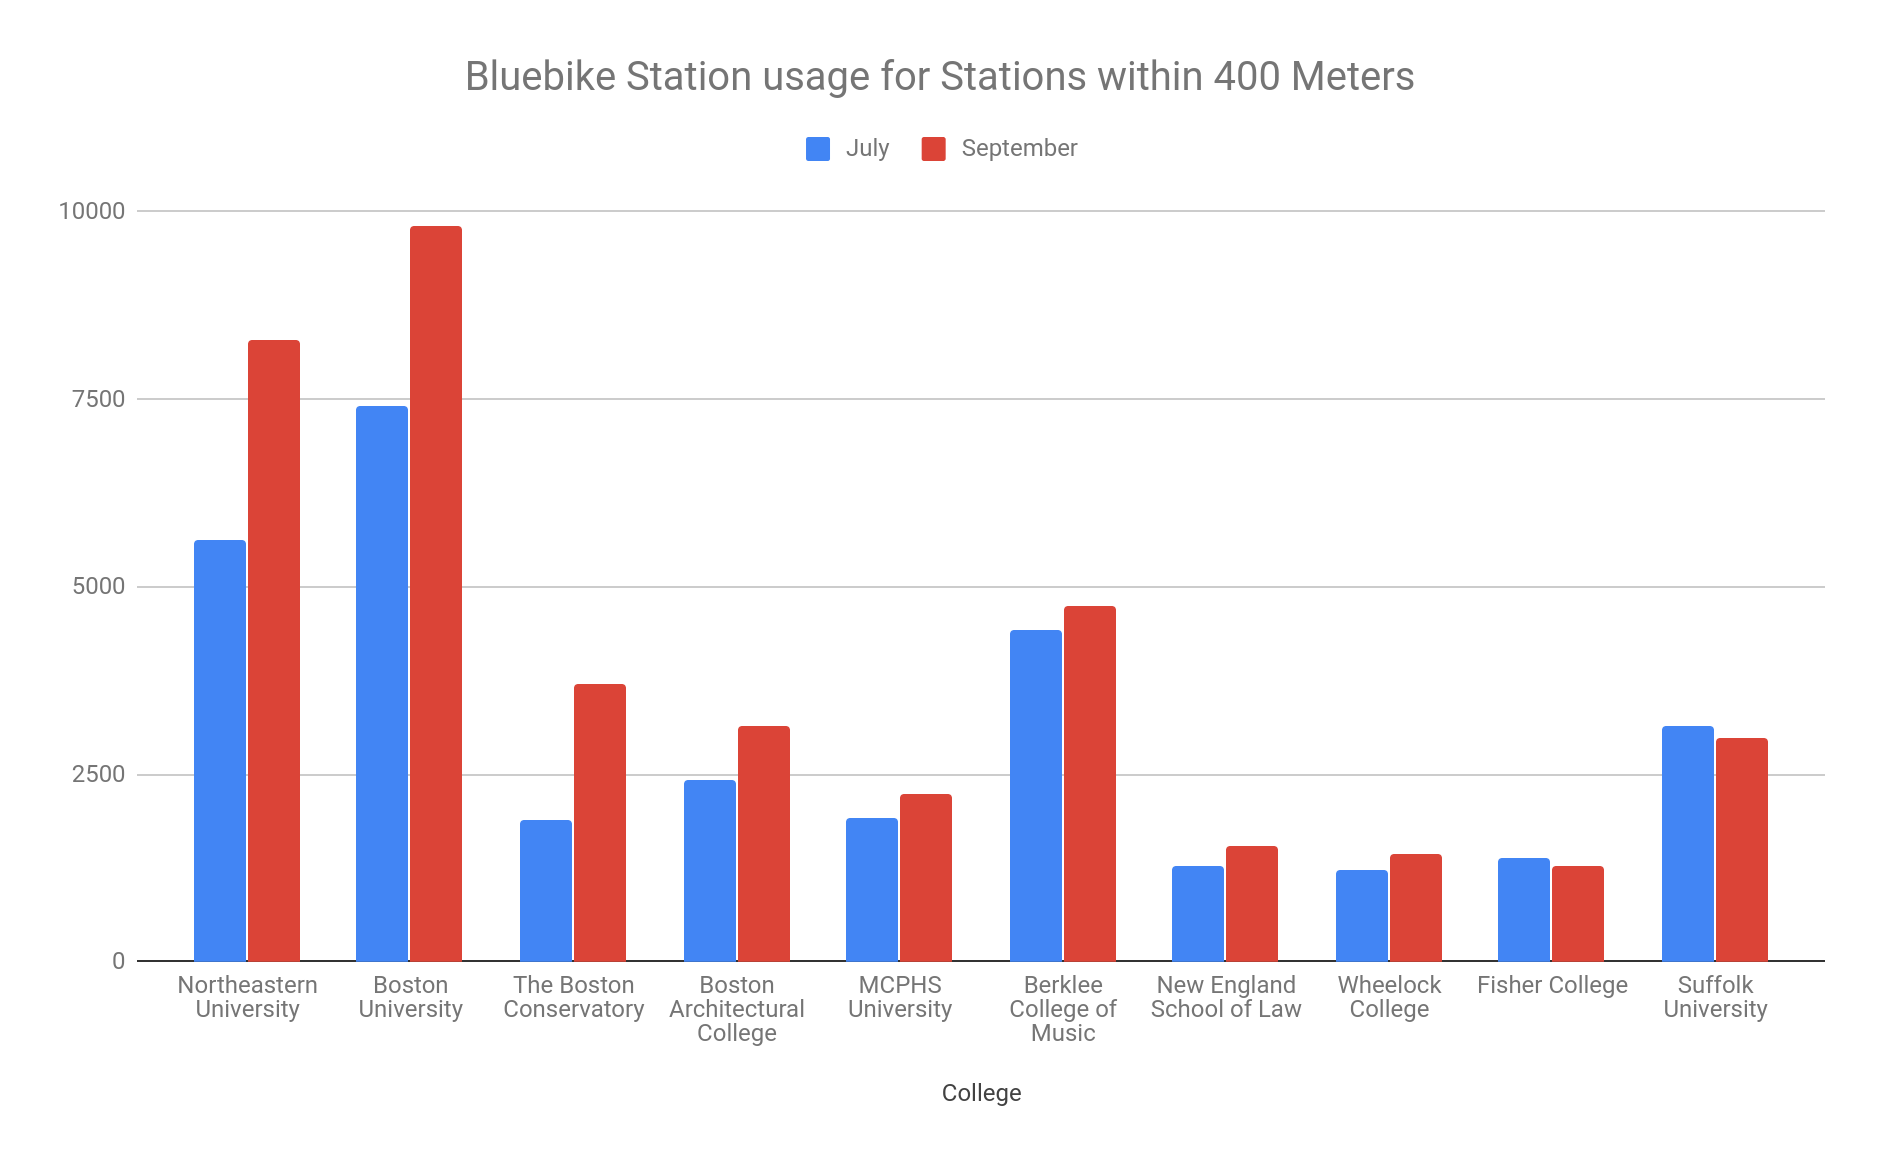 Bluebike Station usage for Stations within 400 Meters
July
September
10000
7500
5000
2500
0
Northeastern
University
Boston
University
The Boston
Conservatory
Boston
Architectural
College
MCPHS
University
Berklee
College of
Music
New England
School of Law
Wheelock
College
Fisher College
Suffolk
University
College